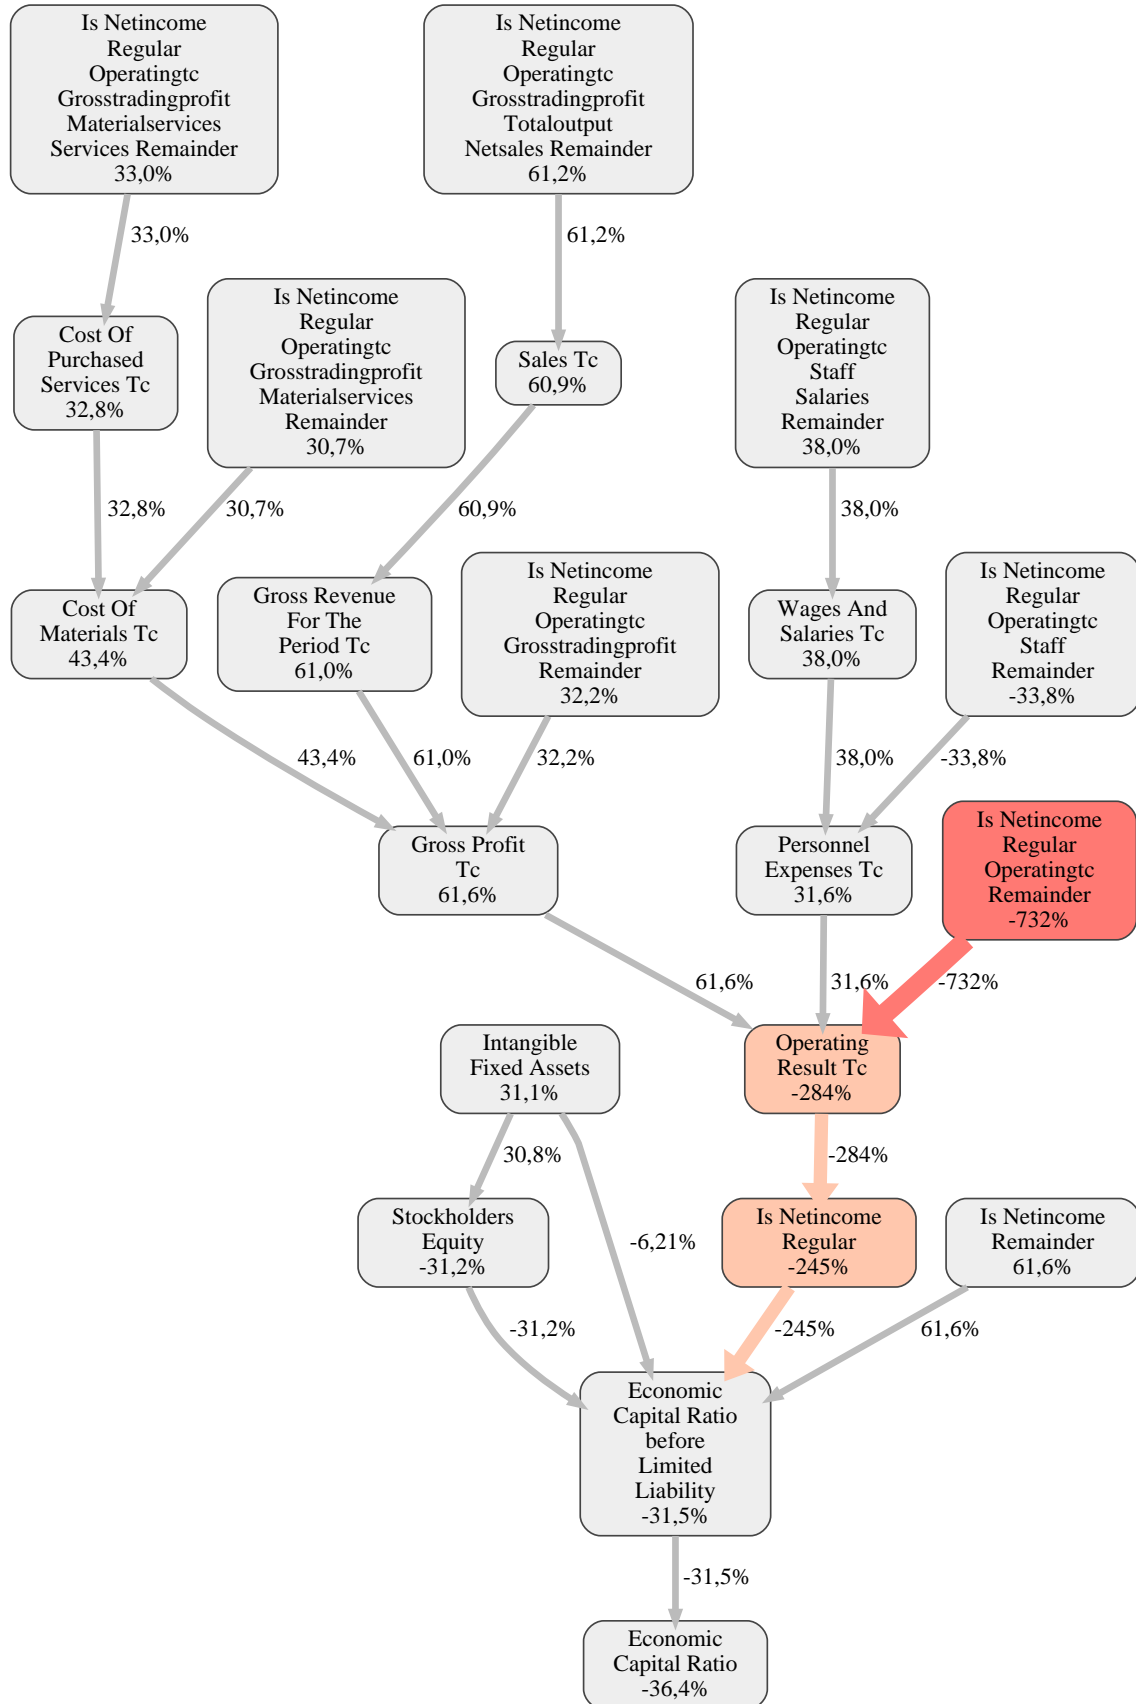 Is Netincome
Regular
Operatingtc
Grosstradingprofit
Materialservices
Services Remainder
33,0%
Is Netincome
Regular
Operatingtc
Grosstradingprofit
Totaloutput
Netsales Remainder
61,2%
33,0%
61,2%
Cost Of
Purchased
Services Tc
32,8%
Is Netincome
Regular
Operatingtc
Grosstradingprofit
Materialservices
Remainder
30,7%
Sales Tc
60,9%
Is Netincome
Regular
Operatingtc
Staff
Salaries
Remainder
38,0%
32,8%
30,7%
60,9%
38,0%
Cost Of
Materials Tc
43,4%
Gross Revenue
For The
Period Tc
61,0%
Is Netincome
Regular
Operatingtc
Grosstradingprofit
Remainder
32,2%
Wages And
Salaries Tc
38,0%
Is Netincome
Regular
Operatingtc
Staff
Remainder
-33,8%
43,4%
61,0%
32,2%
38,0%
-33,8%
Gross Profit
Tc
61,6%
Personnel
Expenses Tc
31,6%
Is Netincome
Regular
Operatingtc
Remainder
-732%
61,6%
31,6%
-732%
Intangible
Fixed Assets
31,1%
Operating
Result Tc
-284%
30,8%
-6,21%
-284%
Stockholders
Equity
-31,2%
Is Netincome
Regular
-245%
Is Netincome
Remainder
61,6%
-31,2%
-245%
61,6%
Economic
Capital Ratio
before
Limited
Liability
-31,5%
-31,5%
Economic
Capital Ratio
-36,4%